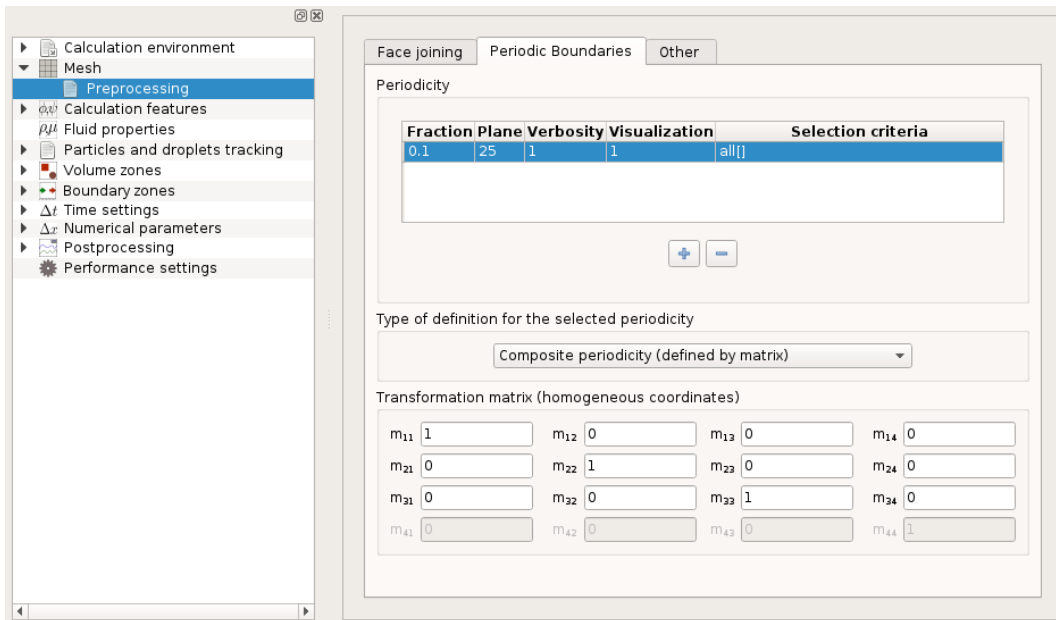 Calculation environment
Mesh
Preprocessing
ϕ,ψ Calculation features
ρ,μ Fluid properties
Particles and droplets tracking
Volume zones
Boundary zones
Δt Time settings
Δx Numerical parameters
Postprocessing
Performance settings
Face joining Periodic Boundaries Other
Periodicity
Fraction Plane Verbosity Visualization Selection criteria
0.1 25 1 1 all[]
Type of definition for the selected periodicity
Composite periodicity (defined by matrix)
Transformation matrix (homogeneous coordinates)
m₁₁ 1 m₁₂ 0 m₁₃ 0 m₁₄ 0
m₂₁ 0 m₂₂ 1 m₂₃ 0 m₂₄ 0
m₃₁ 0 m₃₂ 0 m₃₃ 1 m₃₄ 0
m₄₁ 0 m₄₂ 0 m₄₃ 0 m₄₄ 1